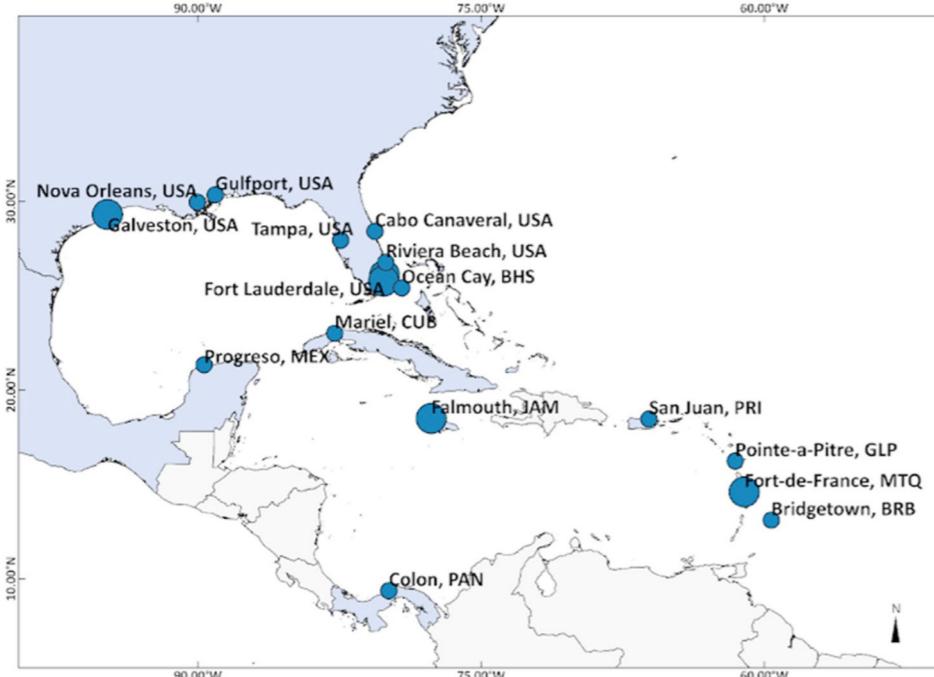 90.00°W 75.00°W 60.00°W
30.00°N
20.00°N
10.00°N
Nova Orleans, USA
Gulfport, USA
Galveston, USA
Tampa, USA
Cabo Canaveral, USA
Riviera Beach, USA
Ocean Cay, BHS
Fort Lauderdale, USA
Mariel, CUB
Progreso, MEX
Falmouth, JAM
San Juan, PRI
Pointe-a-Pitre, GLP
Fort-de-France, MTQ
Bridgetown, BRB
Colon, PAN
N
90.00°W 75.00°W 60.00°W